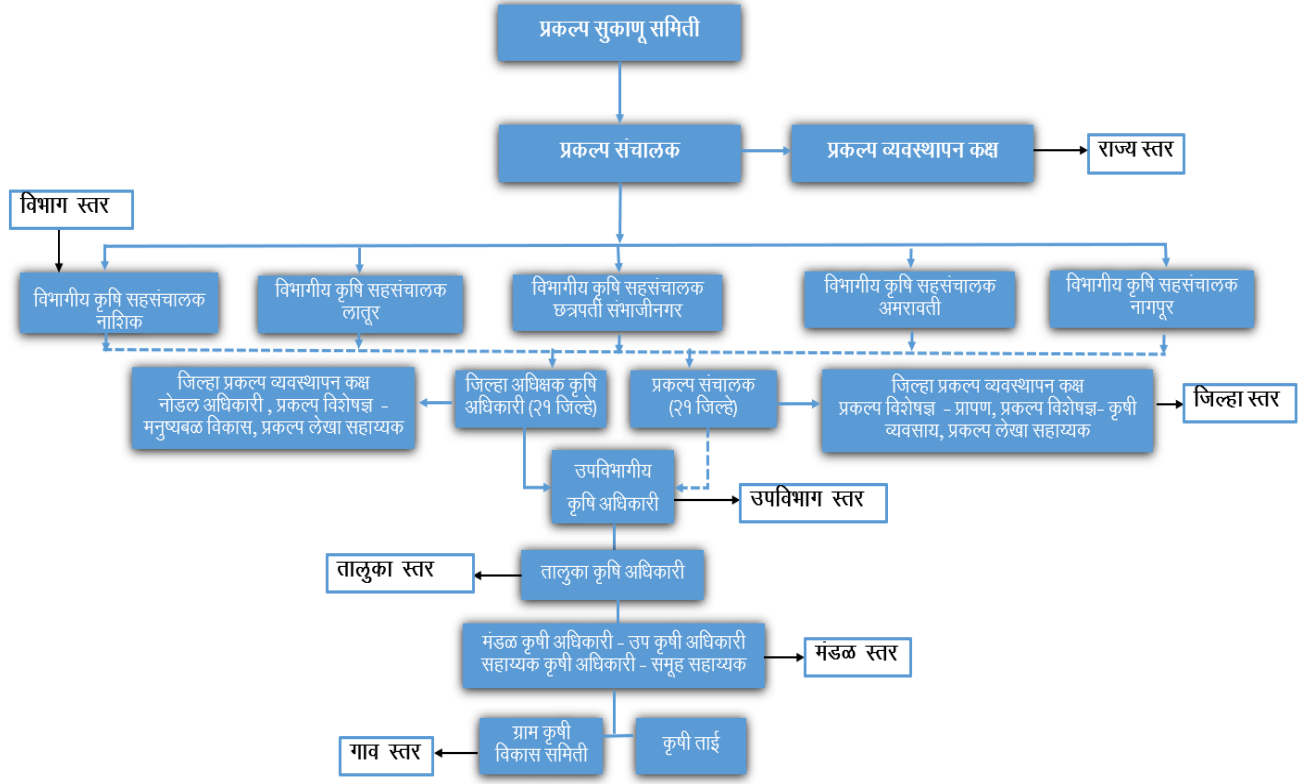 प्रकल्प सुकाणू समिती
प्रकल्प संचालक
प्रकल्प व्यवस्थापन कक्ष
राज्य स्तर
विभाग स्तर
विभागीय कृषि सहसंचालक
नाशिक
विभागीय कृषि सहसंचालक
लातूर
विभागीय कृषि सहसंचालक
छत्रपती संभाजीनगर
विभागीय कृषि सहसंचालक
अमरावती
विभागीय कृषि सहसंचालक
नागपूर
जिल्हा प्रकल्प व्यवस्थापन कक्ष
नोडल अधिकारी , प्रकल्प विशेषज्ञ -
मनुष्यबळ विकास, प्रकल्प लेखा सहाय्यक
जिल्हा अधिक्षक कृषि
अधिकारी (२१ जिल्हे)
प्रकल्प संचालक
(२१ जिल्हे)
जिल्हा प्रकल्प व्यवस्थापन कक्ष
प्रकल्प विशेषज्ञ - प्रापण, प्रकल्प विशेषज्ञ- कृषी
व्यवसाय, प्रकल्प लेखा सहाय्यक
जिल्हा स्तर
उपविभागीय
कृषि अधिकारी
उपविभाग स्तर
तालुका स्तर
तालुका कृषि अधिकारी
मंडळ कृषी अधिकारी - उप कृषी अधिकारी
सहाय्यक कृषी अधिकारी - समूह सहाय्यक
मंडळ स्तर
ग्राम कृषी
विकास समिती
कृषी ताई
गाव स्तर